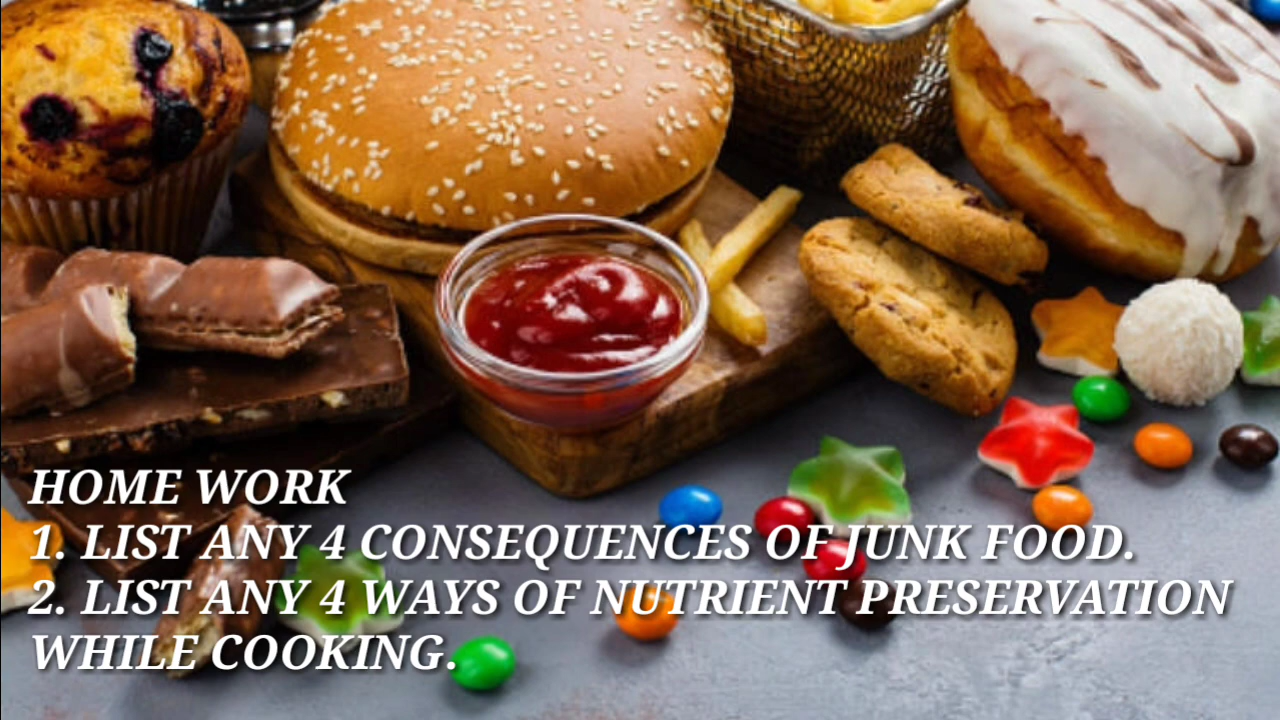 HOME WORK
1. LIST ANY 4 CONSEQUENCES OF JUNK FOOD.
2. LIST ANY 4 WAYS OF NUTRIENT PRESERVATION
WHILE COOKING.